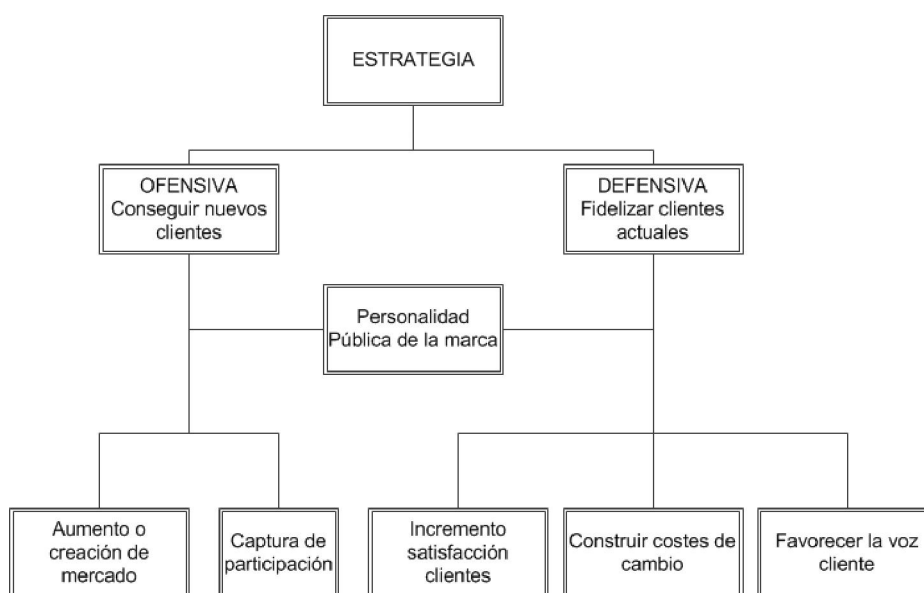 ESTRATEGIA
OFENSIVA
Conseguir nuevos
clientes
DEFENSIVA
Fidelizar clientes
actuales
Personalidad
Pública de la marca
Aumento o
creación de
mercado
Captura de
participación
Incremento
satisfacción
clientes
Construir costes de
cambio
Favorecer la voz
cliente